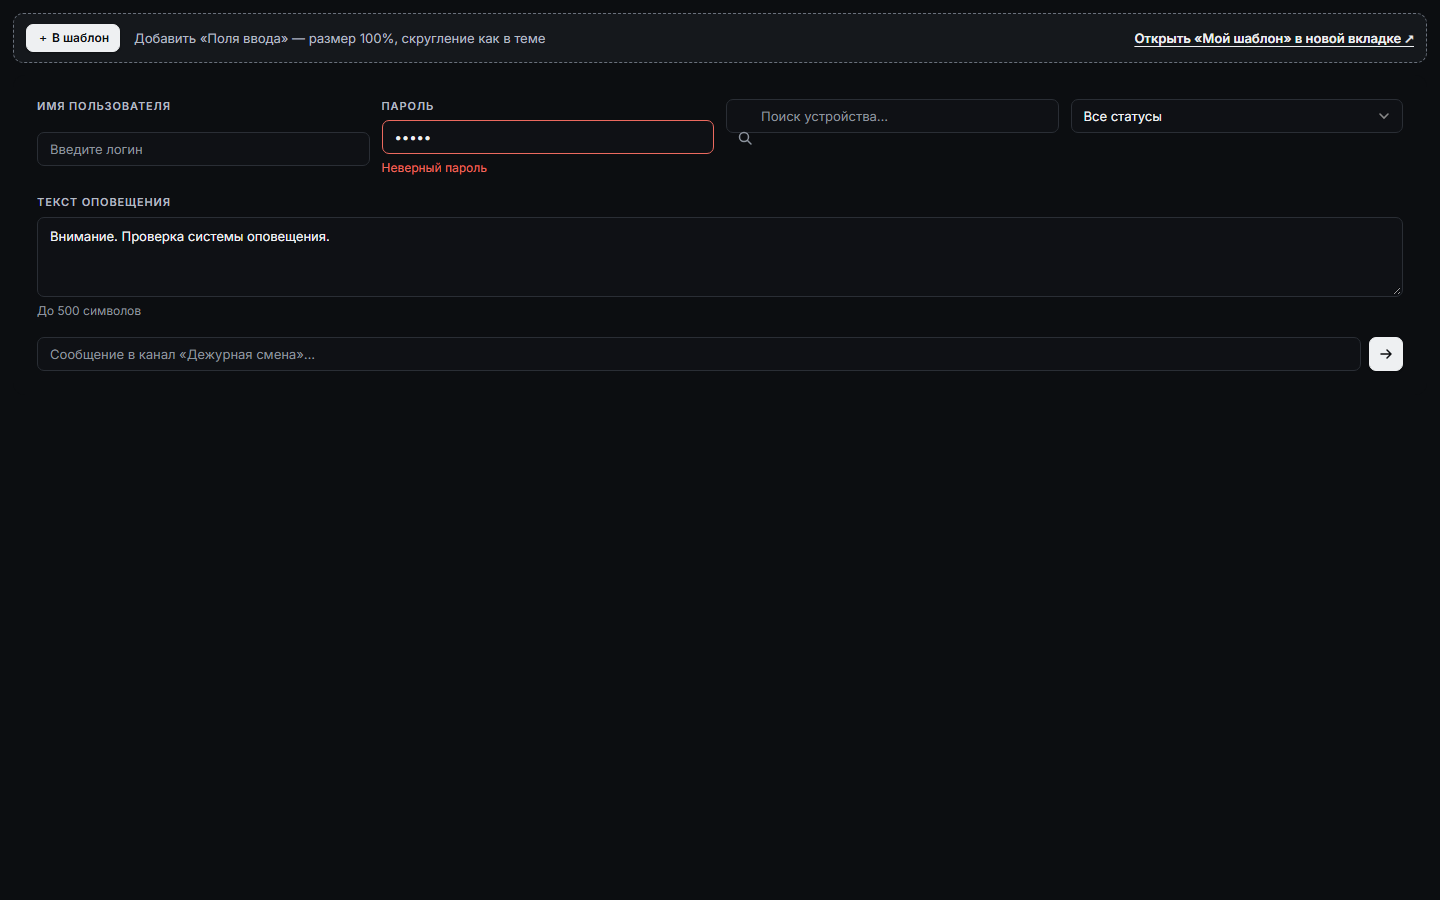 + В шаблон
Добавить «Поля ввода» — размер 100%, скругление как в теме
Открыть «Мой шаблон» в новой вкладке ↗
ИМЯ ПОЛЬЗОВАТЕЛЯ
Введите логин
ПАРОЛЬ
•••••
Неверный пароль
Поиск устройства...
Все статусы
ТЕКСТ ОПОВЕЩЕНИЯ
Внимание. Проверка системы оповещения.
До 500 символов
Сообщение в канал «Дежурная смена»...